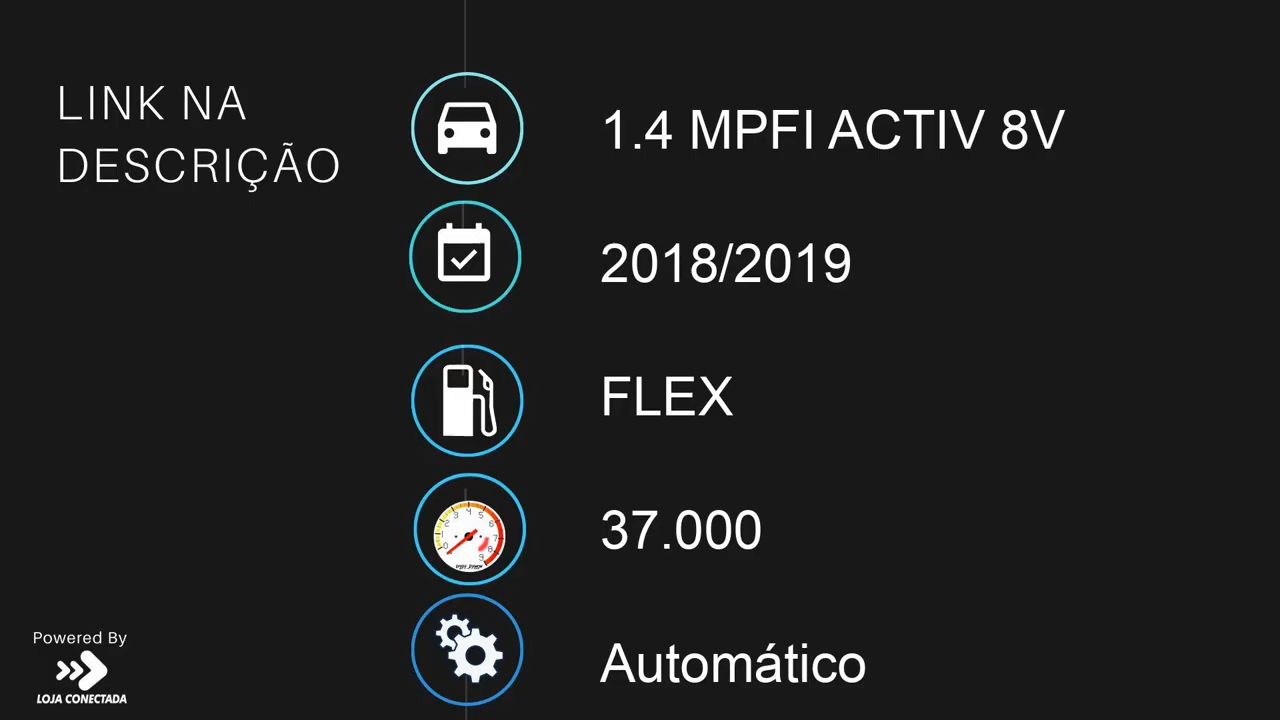 LINK NA
DESCRIÇÃO
1.4 MPFI ACTIV 8V
2018/2019
FLEX
37.000
Automático
Powered By
LOJA CONECTADA